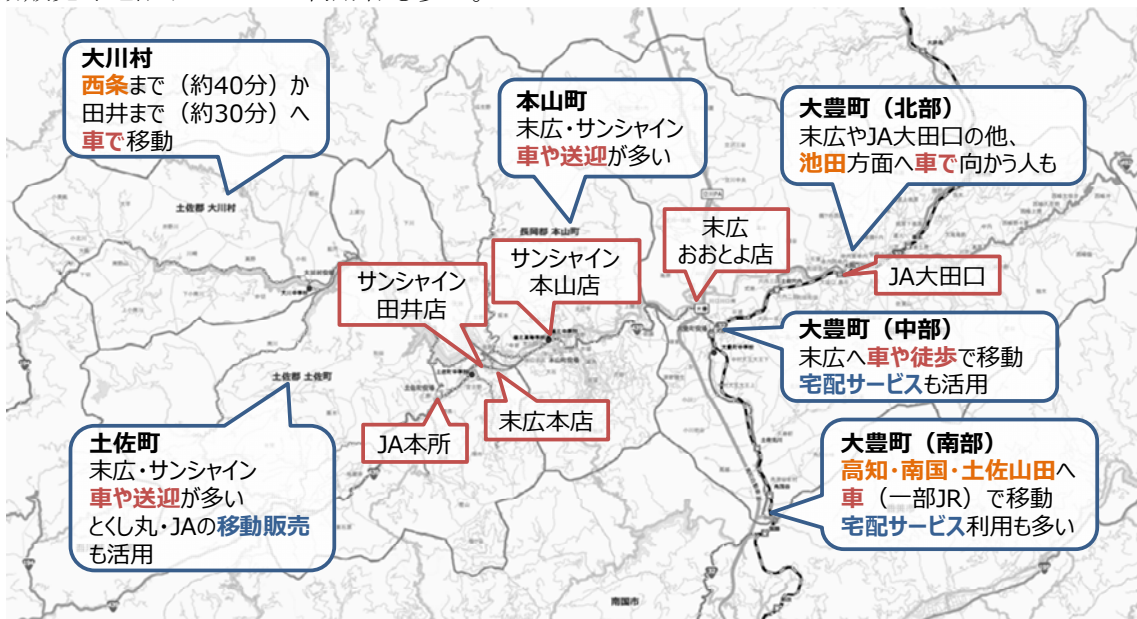 大川村
西条まで（約40分）か
田井まで（約30分）へ
車で移動
本山町
末広・サンシャイン
車や送迎が多い
大豊町（北部）
末広やJA大田口の他、
池田方面へ車で向かう人も
土佐郡 大川村
長岡郡 本山町
末広
おおとよ店
サンシャイン
本山店
サンシャイン
田井店
JA大田口
大豊町（中部）
末広へ車や徒歩で移動
宅配サービスも活用
土佐郡 土佐町
末広本店
JA本所
土佐町
末広・サンシャイン
車や送迎が多い
とくし丸・JAの移動販売
も活用
大豊町（南部）
高知・南国・土佐山田へ
車（一部JR）で移動
宅配サービス利用も多い
南国市